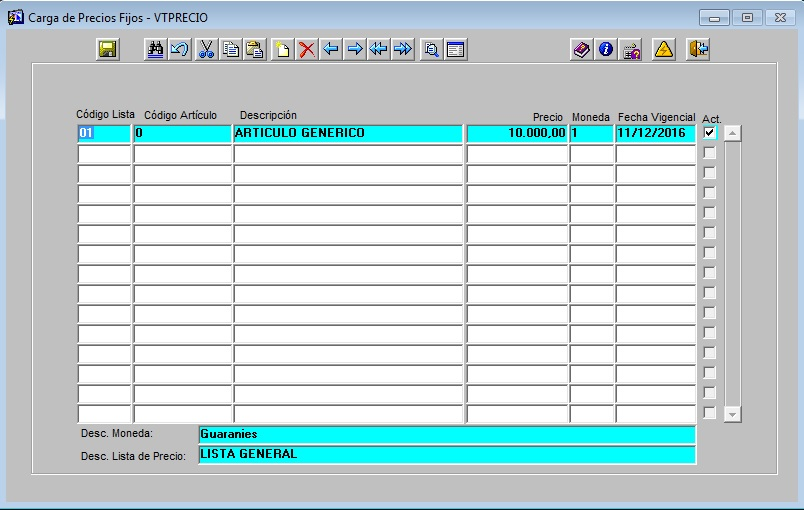 Carga de Precios Fijos - VTPRECIO
Código Lista Código Artículo Descripción Precio Moneda Fecha Vigencial Act.
01 0 ARTICULO GENERICO 10.000,00 1 11/12/2016
Desc. Moneda: Guaranies
Desc. Lista de Precio: LISTA GENERAL